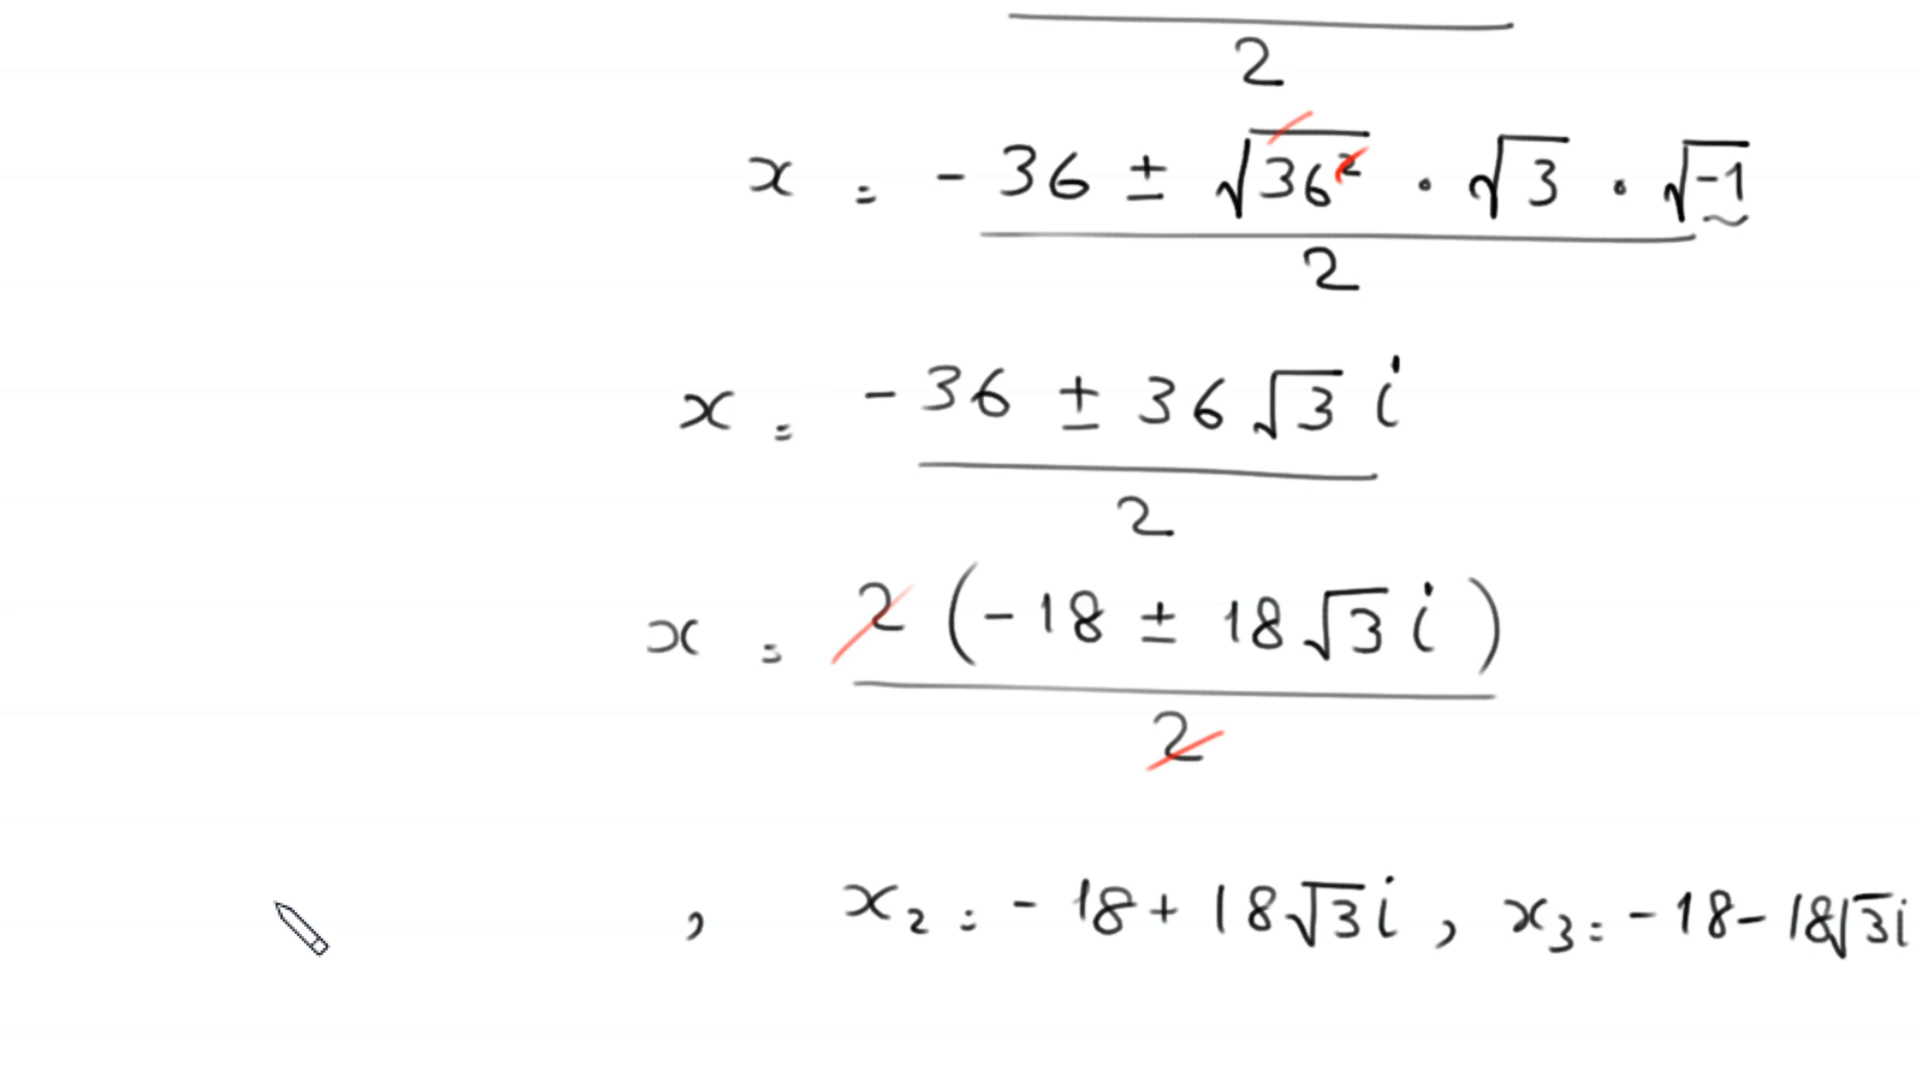 2
x = - 36 ± √36² · √3 · √-1
2
x = - 36 ± 36 √3 i
2
x = 2 (- 18 ± 18 √3 i )
2
, x₂ = - 18 + 18 √3 i , x₃ = - 18 - 18 √3 i